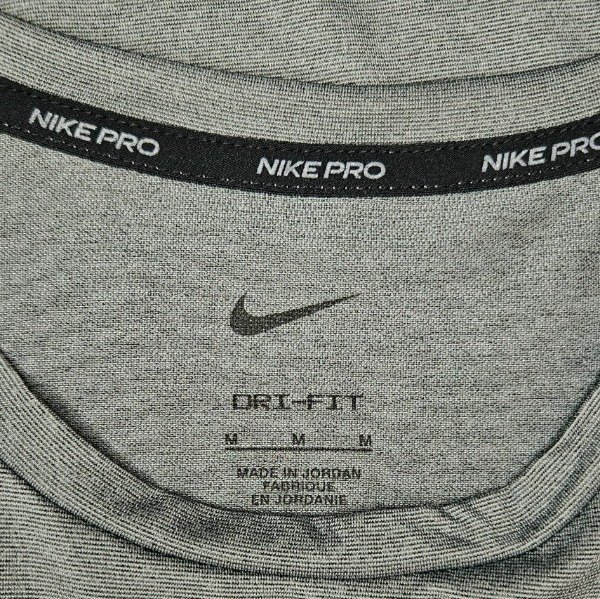 NIKE PRO NIKE PRO NIKE PRO
DRI-FIT
M M M
MADE IN JORDAN
FABRIQUE
EN JORDANIE